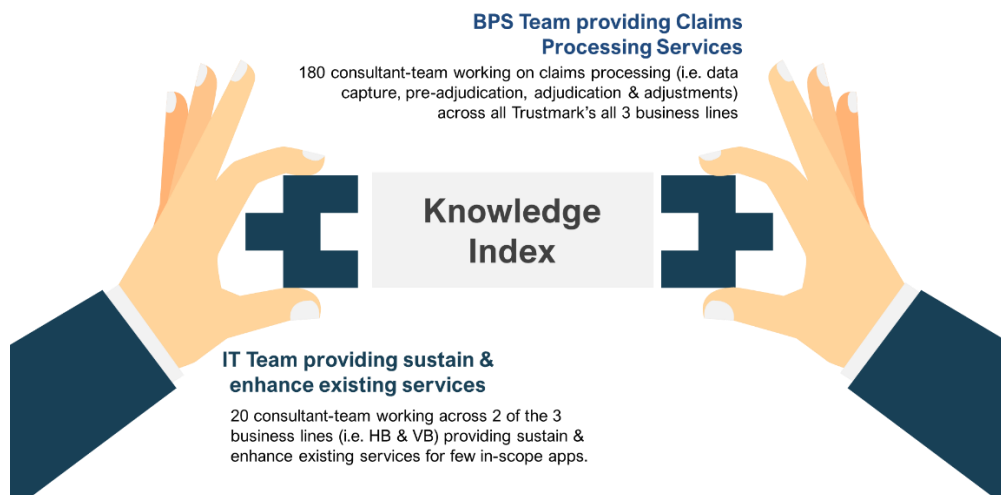 BPS Team providing Claims
Processing Services
180 consultant-team working on claims processing (i.e. data
capture, pre-adjudication, adjudication & adjustments)
across all Trustmark's all 3 business lines
Knowledge
Index
IT Team providing sustain &
enhance existing services
20 consultant-team working across 2 of the 3
business lines (i.e. HB & VB) providing sustain &
enhance existing services for few in-scope apps.